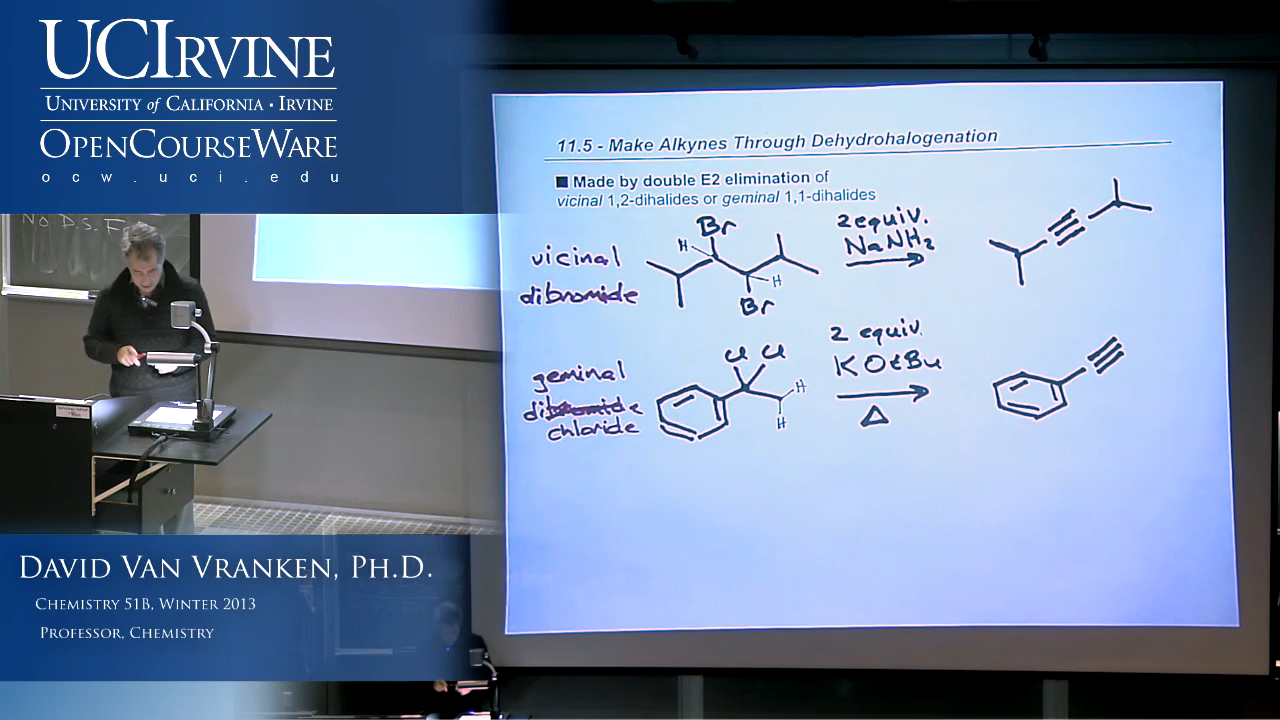 UCIRVINE
UNIVERSITY of CALIFORNIA · IRVINE
OPENCOURSEWARE
ocw.uci.edu
NO D.S.
11.5 - Make Alkynes Through Dehydrohalogenation
Made by double E2 elimination of
vicinal 1,2-dihalides or geminal 1,1-dihalides
vicinal
dibromide
Br
H
H
Br
2 equiv.
NaNH₂
geminal
dibromide
chloride
Cl Cl
H
H
2 equiv.
KOtBu
Δ
DAVID VAN VRANKEN, PH.D.
CHEMISTRY 51B, WINTER 2013
PROFESSOR, CHEMISTRY